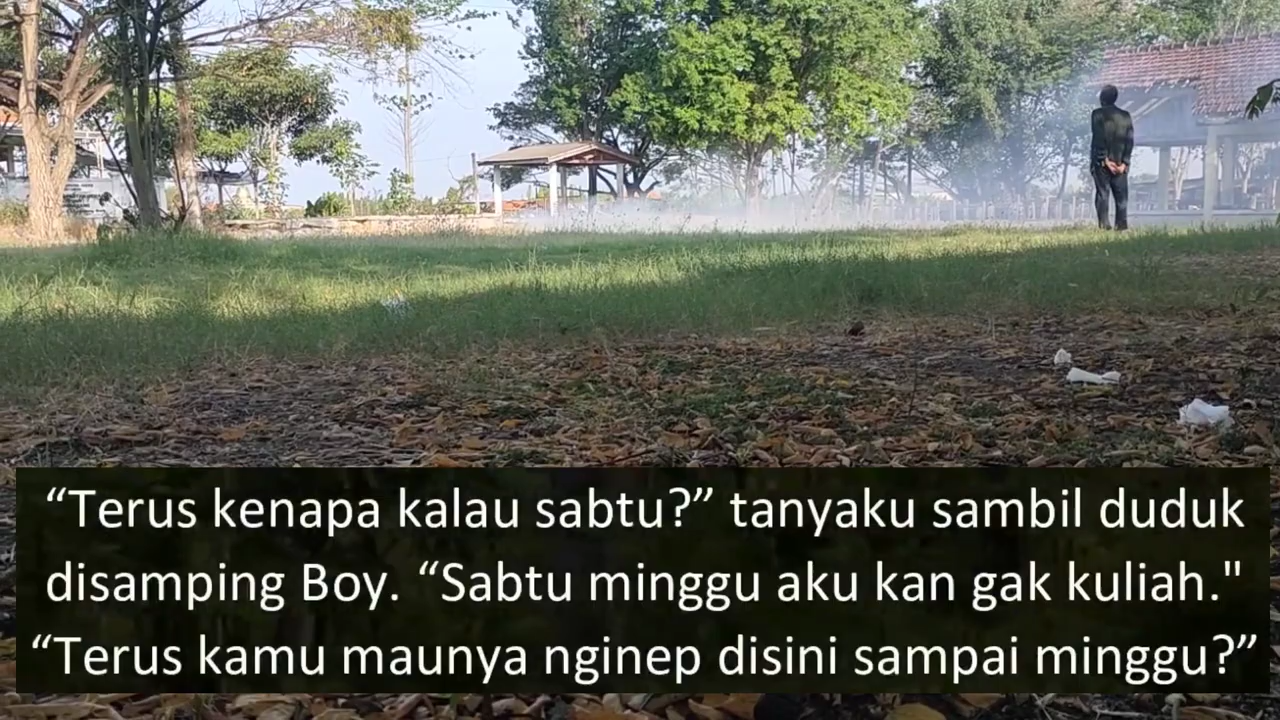 “Terus kenapa kalau sabtu?” tanyaku sambil duduk
disamping Boy. “Sabtu minggu aku kan gak kuliah."
“Terus kamu maunya nginep disini sampai minggu?”